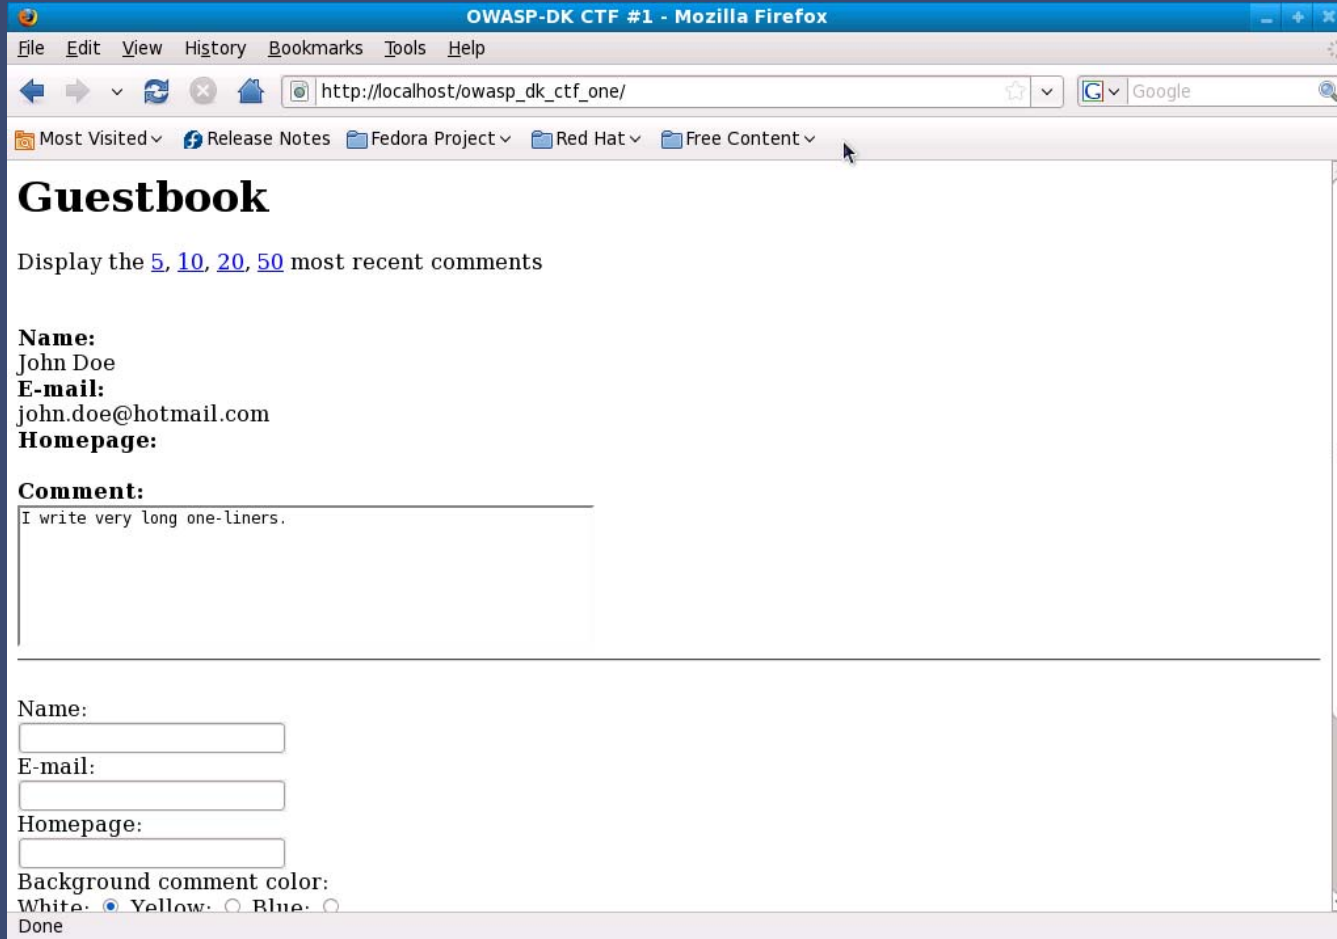 OWASP-DK CTF #1 - Mozilla Firefox
File Edit View History Bookmarks Tools Help
http://localhost/owasp_dk_ctf_one/ G Google
Most Visited Release Notes Fedora Project Red Hat Free Content
Guestbook
Display the 5, 10, 20, 50 most recent comments
Name:
John Doe
E-mail:
john.doe@hotmail.com
Homepage:
Comment:
I write very long one-liners.
Name:
E-mail:
Homepage:
Background comment color:
White: Yellow: Blue:
Done